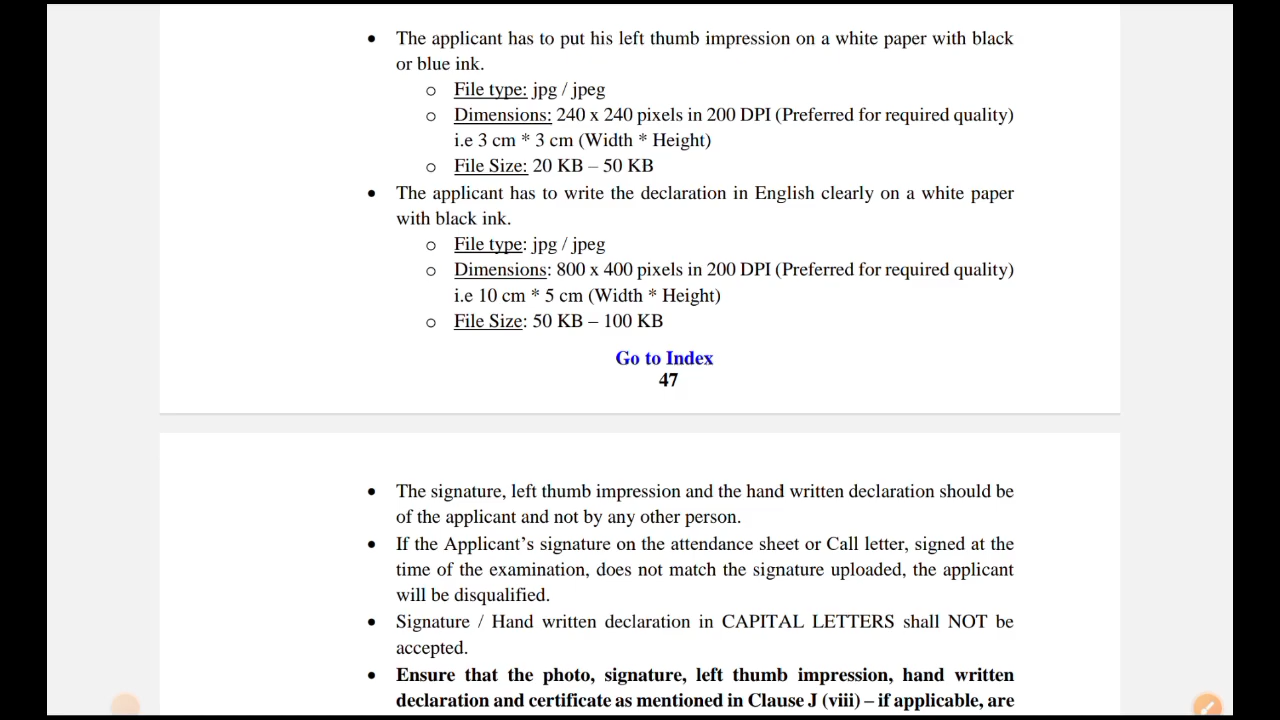 • The applicant has to put his left thumb impression on a white paper with black
or blue ink.
o File type: jpg / jpeg
o Dimensions: 240 x 240 pixels in 200 DPI (Preferred for required quality)
i.e 3 cm * 3 cm (Width * Height)
o File Size: 20 KB – 50 KB
• The applicant has to write the declaration in English clearly on a white paper
with black ink.
o File type: jpg / jpeg
o Dimensions: 800 x 400 pixels in 200 DPI (Preferred for required quality)
i.e 10 cm * 5 cm (Width * Height)
o File Size: 50 KB – 100 KB
Go to Index
47
• The signature, left thumb impression and the hand written declaration should be
of the applicant and not by any other person.
• If the Applicant’s signature on the attendance sheet or Call letter, signed at the
time of the examination, does not match the signature uploaded, the applicant
will be disqualified.
• Signature / Hand written declaration in CAPITAL LETTERS shall NOT be
accepted.
• Ensure that the photo, signature, left thumb impression, hand written
declaration and certificate as mentioned in Clause J (viii) – if applicable, are